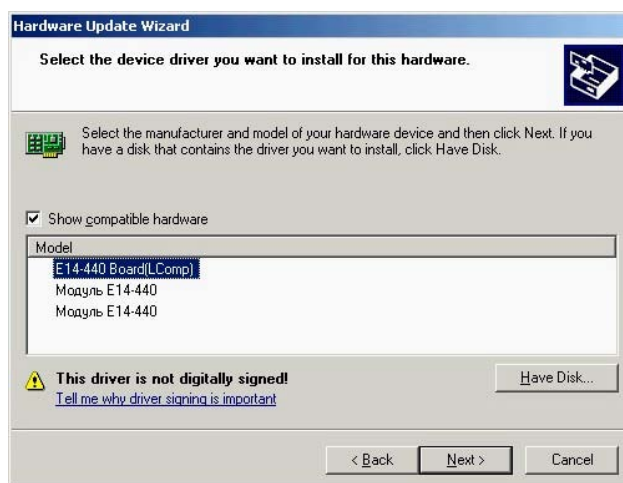 Hardware Update Wizard
Select the device driver you want to install for this hardware.
Select the manufacturer and model of your hardware device and then click Next. If you
have a disk that contains the driver you want to install, click Have Disk.
Show compatible hardware
Model
E14-440 Board(LComp)
Модуль E14-440
Модуль E14-440
This driver is not digitally signed!
Have Disk...
Tell me why driver signing is important
< Back
Next >
Cancel